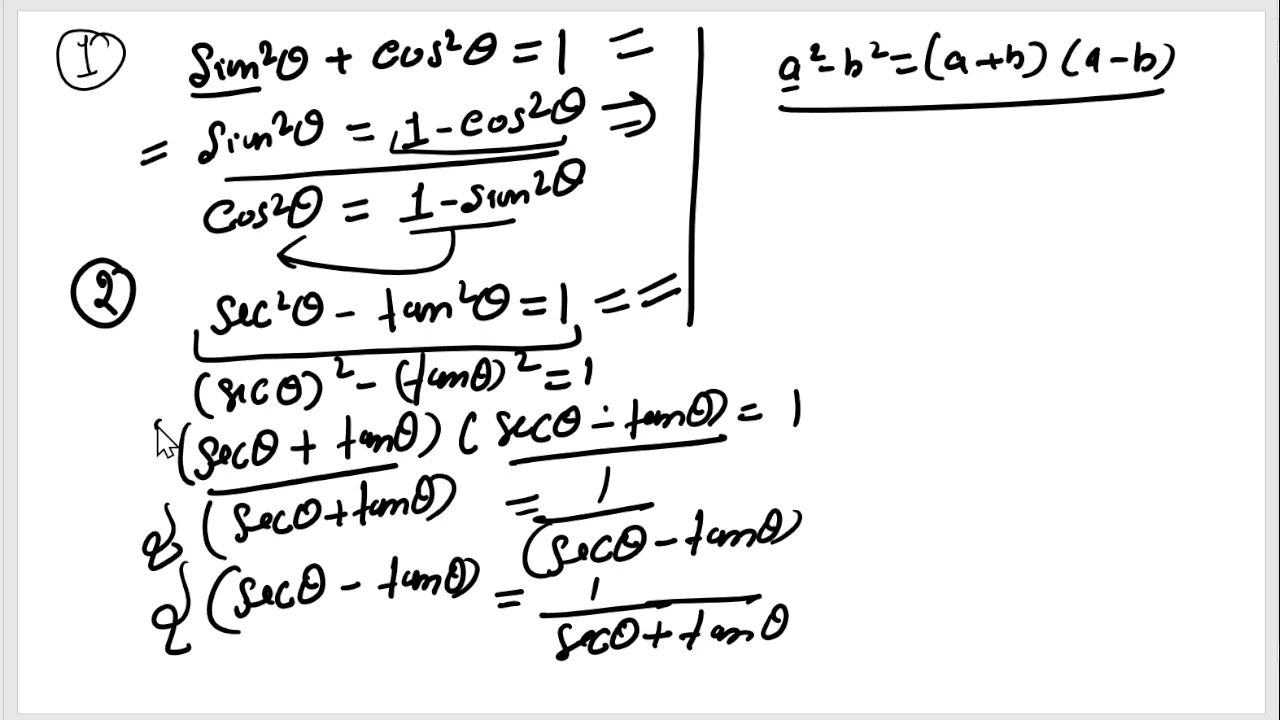 ① sin²θ + cos²θ = 1 =
= sin²θ = 1 - cos²θ ⇒
cos²θ = 1 - sin²θ
② sec²θ - tan²θ = 1 = =
(secθ)² - (tanθ)² = 1
(secθ + tanθ) (secθ - tanθ) = 1
(secθ + tanθ) = 1 / (secθ - tanθ)
(secθ - tanθ) = 1 / secθ + tanθ
a² - b² = (a+b) (a-b)